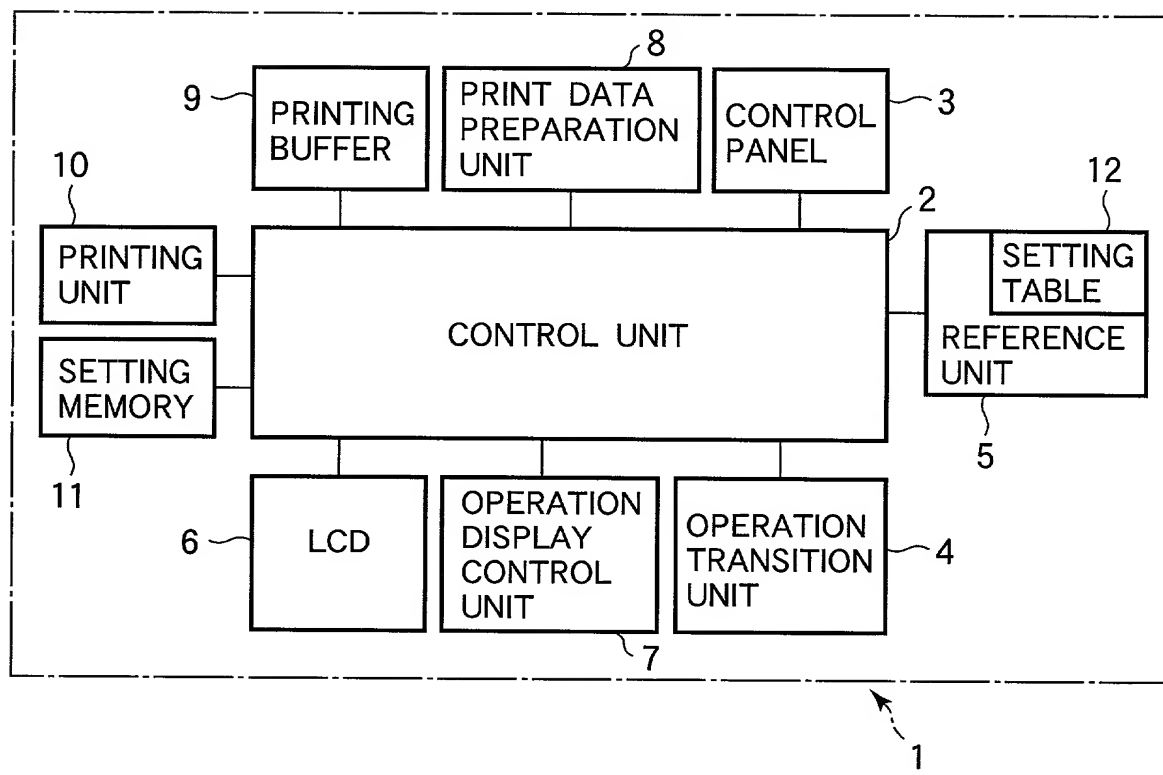 8
9
PRINTING
BUFFER
PRINT DATA
PREPARATION
UNIT
CONTROL
PANEL
3
10
PRINTING
UNIT
2
12
SETTING
TABLE
CONTROL UNIT
REFERENCE
UNIT
5
SETTING
MEMORY
11
6
LCD
OPERATION
DISPLAY
CONTROL
UNIT
7
OPERATION
TRANSITION
UNIT
4
1